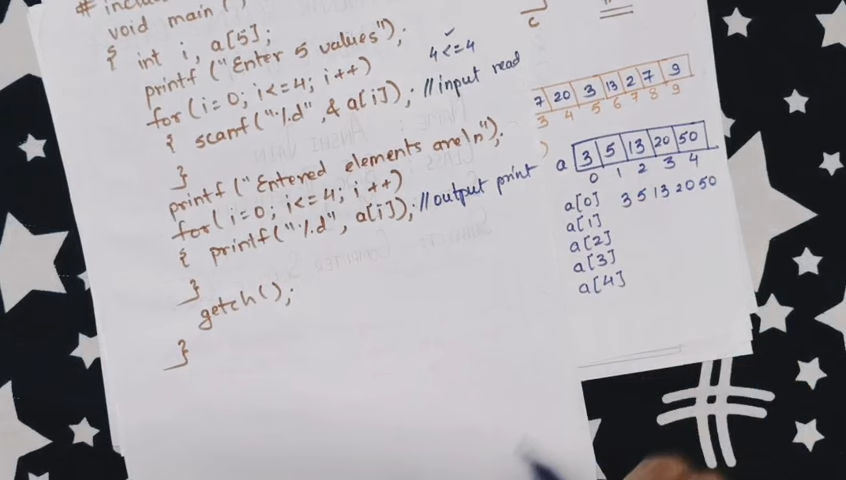 # include
void main()
{ int i, a[5];
printf ("Enter 5 values");
for (i=0; i<=4; i++)
{ scanf ("%d", & a[i]); //input read
}
printf ("Entered elements are\n");
for( i=0; i<=4; i++)
{ printf("%d", a[i]); //output print
}
getch();
}
c
4<=4
7 20 3 13 2 7 9
3 4 5 6 7 8 9
a 3 5 13 20 50
0 1 2 3 4
a[0] 3 5 13 20 50
a[1]
a[2]
a[3]
a[4]